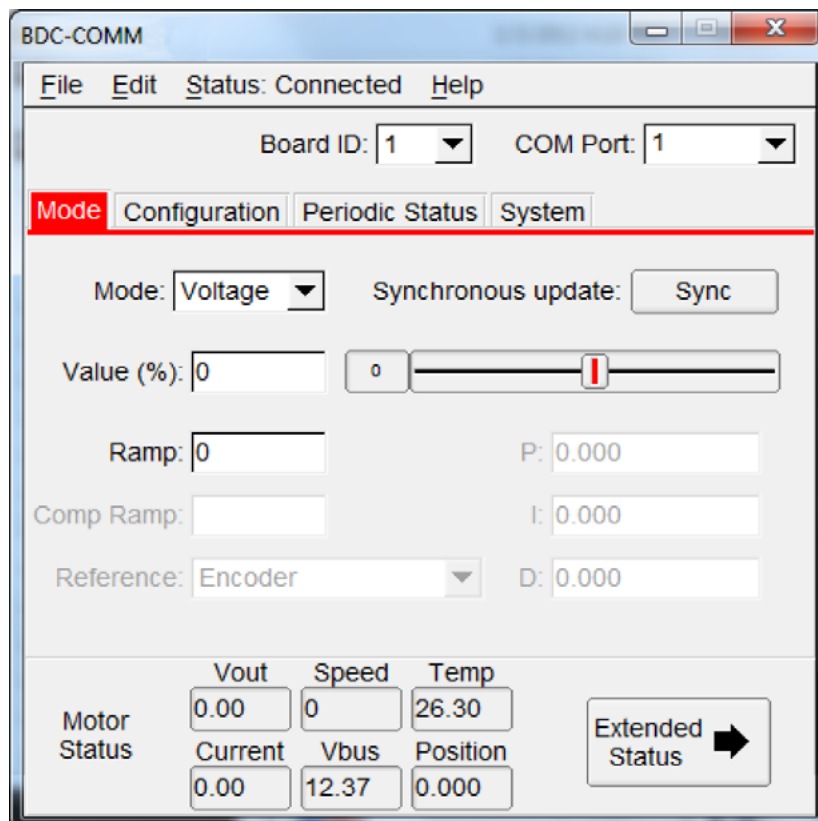 BDC-COMM
File Edit Status: Connected Help
Board ID: 1 COM Port: 1
Mode Configuration Periodic Status System
Mode: Voltage Synchronous update: Sync
Value (%): 0 0
Ramp: 0 P: 0.000
Comp Ramp: I: 0.000
Reference: Encoder D: 0.000
Vout Speed Temp
0.00 0 26.30
Motor Status
Current Vbus Position
0.00 12.37 0.000
Extended Status